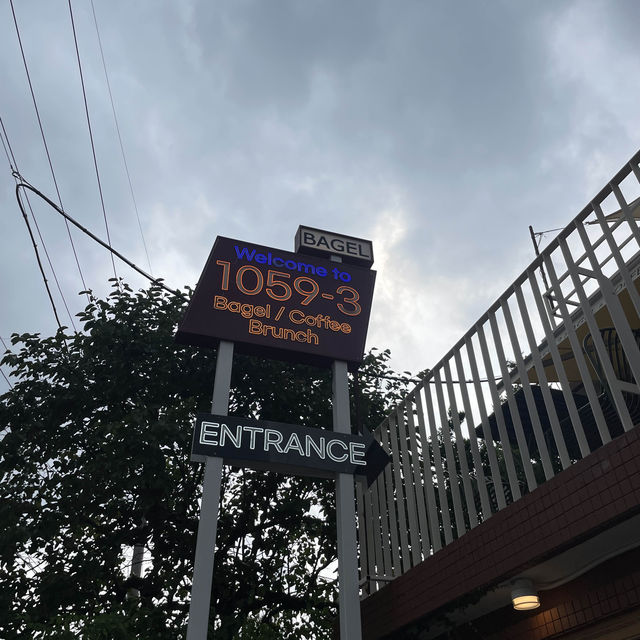 BAGEL
Welcome to
1059-3
Bagel / Coffee
Brunch
ENTRANCE